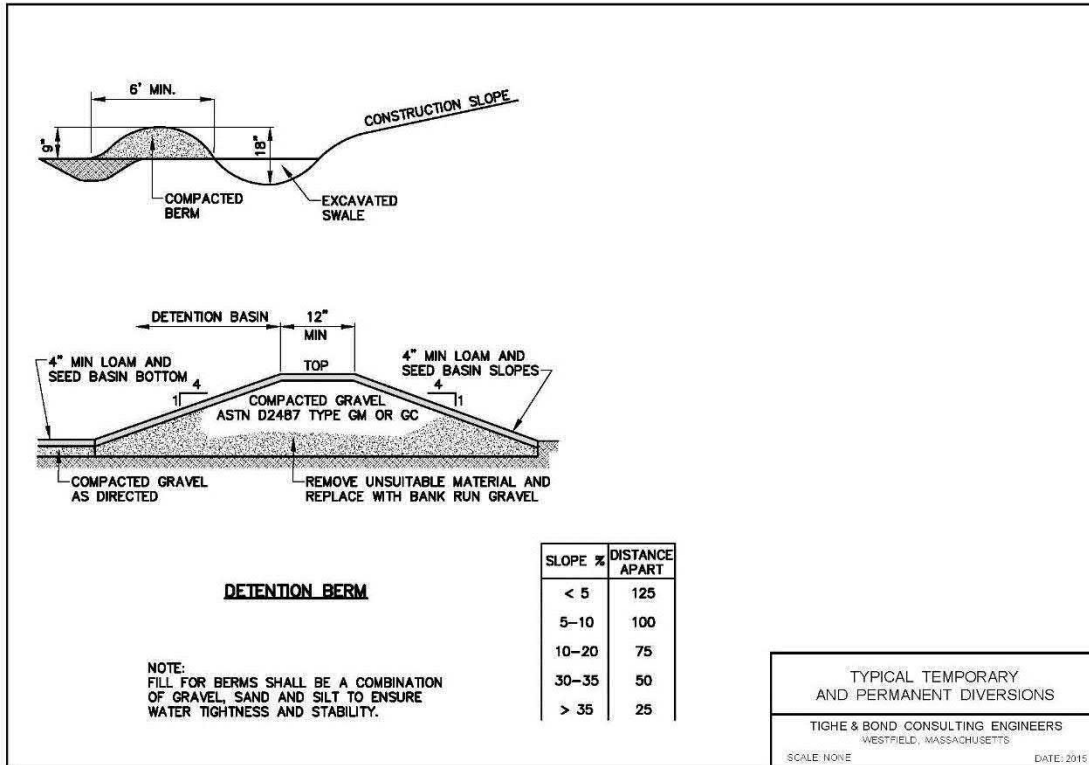 6' MIN.
CONSTRUCTION SLOPE
9"
18"
COMPACTED
BERM
EXCAVATED
SWALE
DETENTION BASIN
12"
MIN
4" MIN LOAM AND
SEED BASIN BOTTOM
TOP
4" MIN LOAM AND
SEED BASIN SLOPES
4
1
4
1
COMPACTED GRAVEL
ASTN D2487 TYPE GM OR GC
COMPACTED GRAVEL
AS DIRECTED
REMOVE UNSUITABLE MATERIAL AND
REPLACE WITH BANK RUN GRAVEL
DETENTION BERM
NOTE:
FILL FOR BERMS SHALL BE A COMBINATION
OF GRAVEL, SAND AND SILT TO ENSURE
WATER TIGHTNESS AND STABILITY.
SLOPE % DISTANCE
APART
< 5 125
5-10 100
10-20 75
30-35 50
> 35 25
TYPICAL TEMPORARY
AND PERMANENT DIVERSIONS
TIGHE & BOND CONSULTING ENGINEERS
WESTFIELD, MASSACHUSETTS
SCALE: NONE DATE: 2015